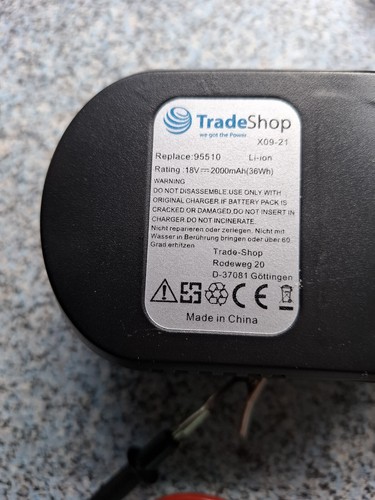 TradeShop
we got the Power
X09-21
Replace:95510 Li-ion
Rating :18V⎓2000mAh(36Wh)
WARNING
DO NOT DISASSEMBLE.USE ONLY WITH
ORIGINAL CHARGER.IF BATTERY PACK IS
CRACKED OR DAMAGED,DO NOT INSERT IN
CHARGER DO NOT INCINERATE.
Nicht reparieren oder zerlegen. Nicht mit
Wasser in Berührung bringen oder über 60
Grad erhitzen
Trade-Shop
Rodeweg 20
D-37081 Göttingen
CE
Made in China